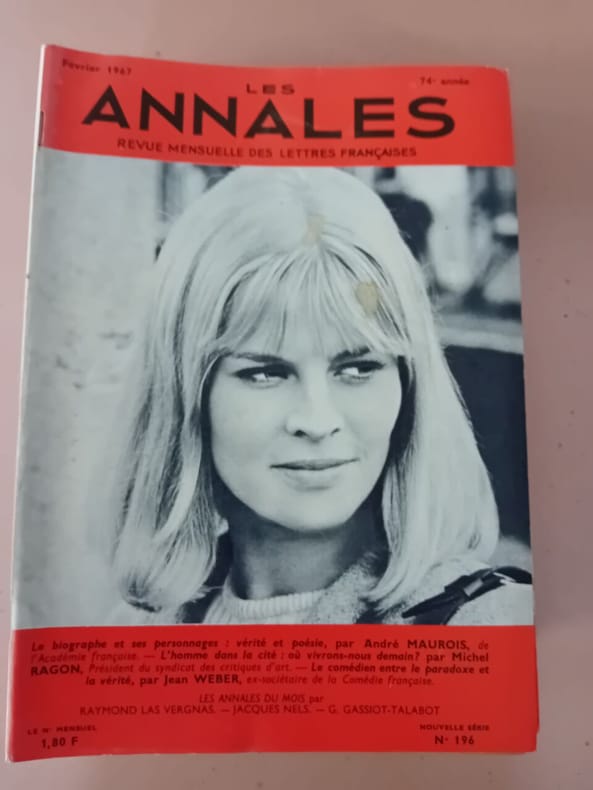 Février 1967
74e année
LES
ANNALES
REVUE MENSUELLE DES LETTRES FRANÇAISES
Le biographe et ses personnages : vérité et poésie, par André MAUROIS, de
l'Académie française. — L'homme dans la cité : où vivrons-nous demain? par Michel
RAGON, Président du syndicat des critiques d'art. — Le comédien entre le paradoxe et
la vérité, par Jean WEBER, ex-sociétaire de la Comédie française.
LES ANNALES DU MOIS par
RAYMOND LAS VERGNAS. — JACQUES NELS. — G. GASSIOT-TALABOT
LE No MENSUEL
1,80 F
NOUVELLE SÉRIE
No 196